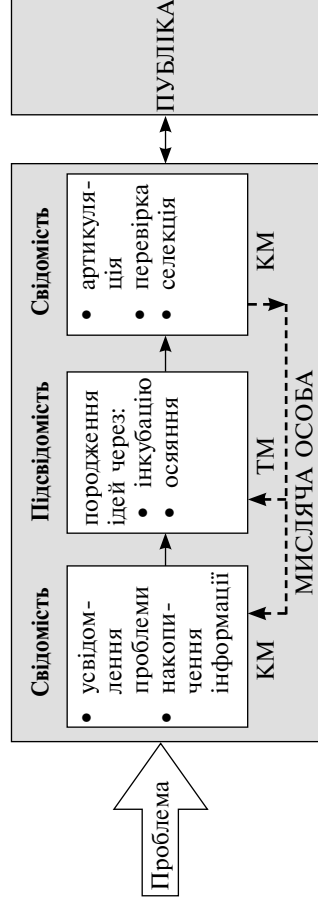 Проблема
Свідомість
• усвідом-
лення
проблеми
• накопи-
чення
інформації
КМ
Підсвідомість
породження
ідей через:
• інкубацію
• осяяння
ТМ
Свідомість
• артикуля-
ція
• перевірка
• селекція
КМ
МИСЛЯЧА ОСОБА
ПУБЛІКА